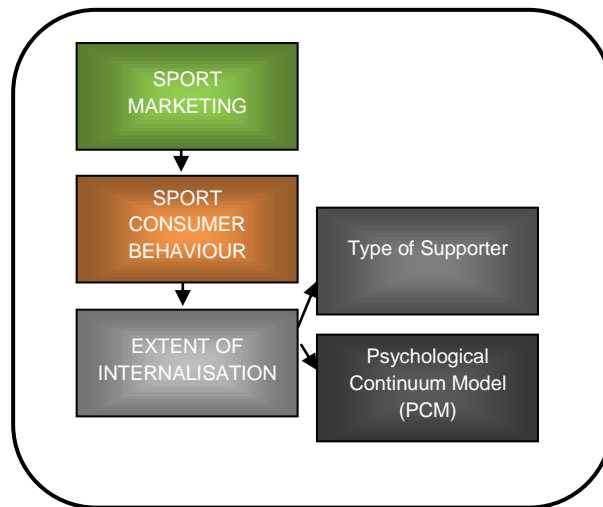 SPORT
MARKETING
SPORT
CONSUMER
BEHAVIOUR
Type of Supporter
EXTENT OF
INTERNALISATION
Psychological
Continuum Model
(PCM)